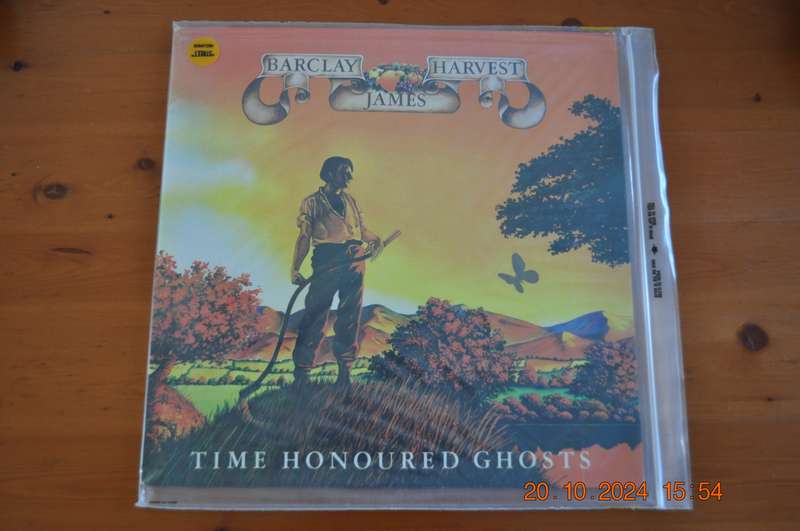 BARCLAY
JAMES
HARVEST
TIME HONOURED GHOSTS
20.10.2024 15:54